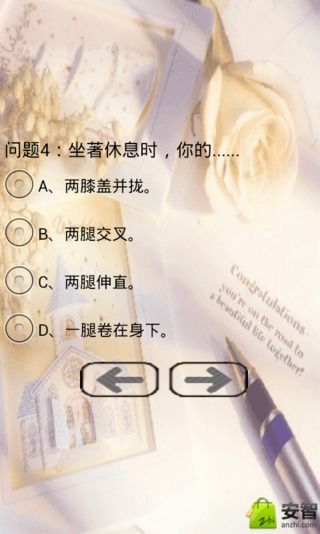 问题4：坐著休息时，你的......
A、两膝盖并拢。
B、两腿交叉。
C、两腿伸直。
D、一腿卷在身下。
Congratulations
you're on the road to
a beautiful life together!
安智
anzhi.com